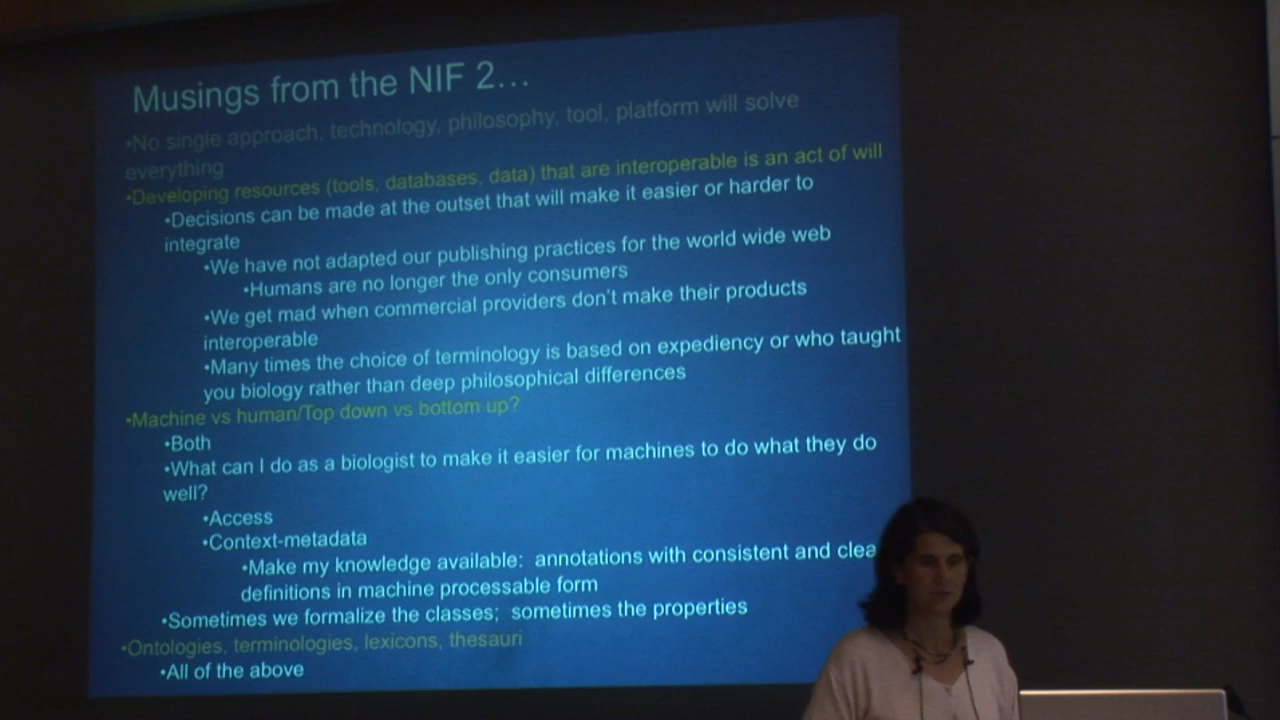 Musings from the NIF 2…
•No single approach, technology, philosophy, tool, platform will solve
everything
•Developing resources (tools, databases, data) that are interoperable is an act of will
•Decisions can be made at the outset that will make it easier or harder to
integrate
•We have not adapted our publishing practices for the world wide web
•Humans are no longer the only consumers
•We get mad when commercial providers don't make their products
interoperable
•Many times the choice of terminology is based on expediency or who taught
you biology rather than deep philosophical differences
•Machine vs human/Top down vs bottom up?
•Both
•What can I do as a biologist to make it easier for machines to do what they do
well?
•Access
•Context-metadata
•Make my knowledge available: annotations with consistent and clea
definitions in machine processable form
•Sometimes we formalize the classes; sometimes the properties
•Ontologies, terminologies, lexicons, thesauri
•All of the above